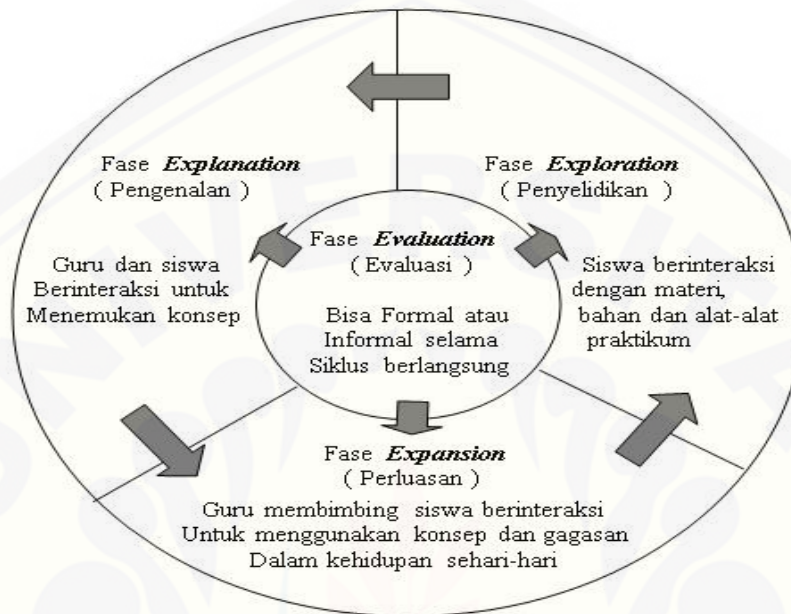 Fase Explanation
( Pengenalan )
Guru dan siswa
Berinteraksi untuk
Menemukan konsep
Fase Exploration
( Penyelidikan )
Siswa berinteraksi
dengan materi,
bahan dan alat-alat
praktikum
Fase Evaluation
( Evaluasi )
Bisa Formal atau
Informal selama
Siklus berlangsung
Fase Expansion
( Perluasan )
Guru membimbing siswa berinteraksi
Untuk menggunakan konsep dan gagasan
Dalam kehidupan sehari-hari
UNIVERSITA